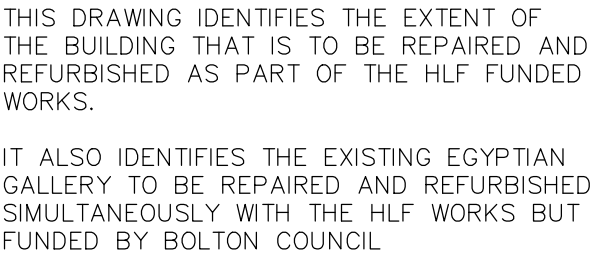 THIS DRAWING IDENTIFIES THE EXTENT OF
THE BUILDING THAT IS TO BE REPAIRED AND
REFURBISHED AS PART OF THE HLF FUNDED
WORKS.
IT ALSO IDENTIFIES THE EXISTING EGYPTIAN
GALLERY TO BE REPAIRED AND REFURBISHED
SIMULTANEOUSLY WITH THE HLF WORKS BUT
FUNDED BY BOLTON COUNCIL